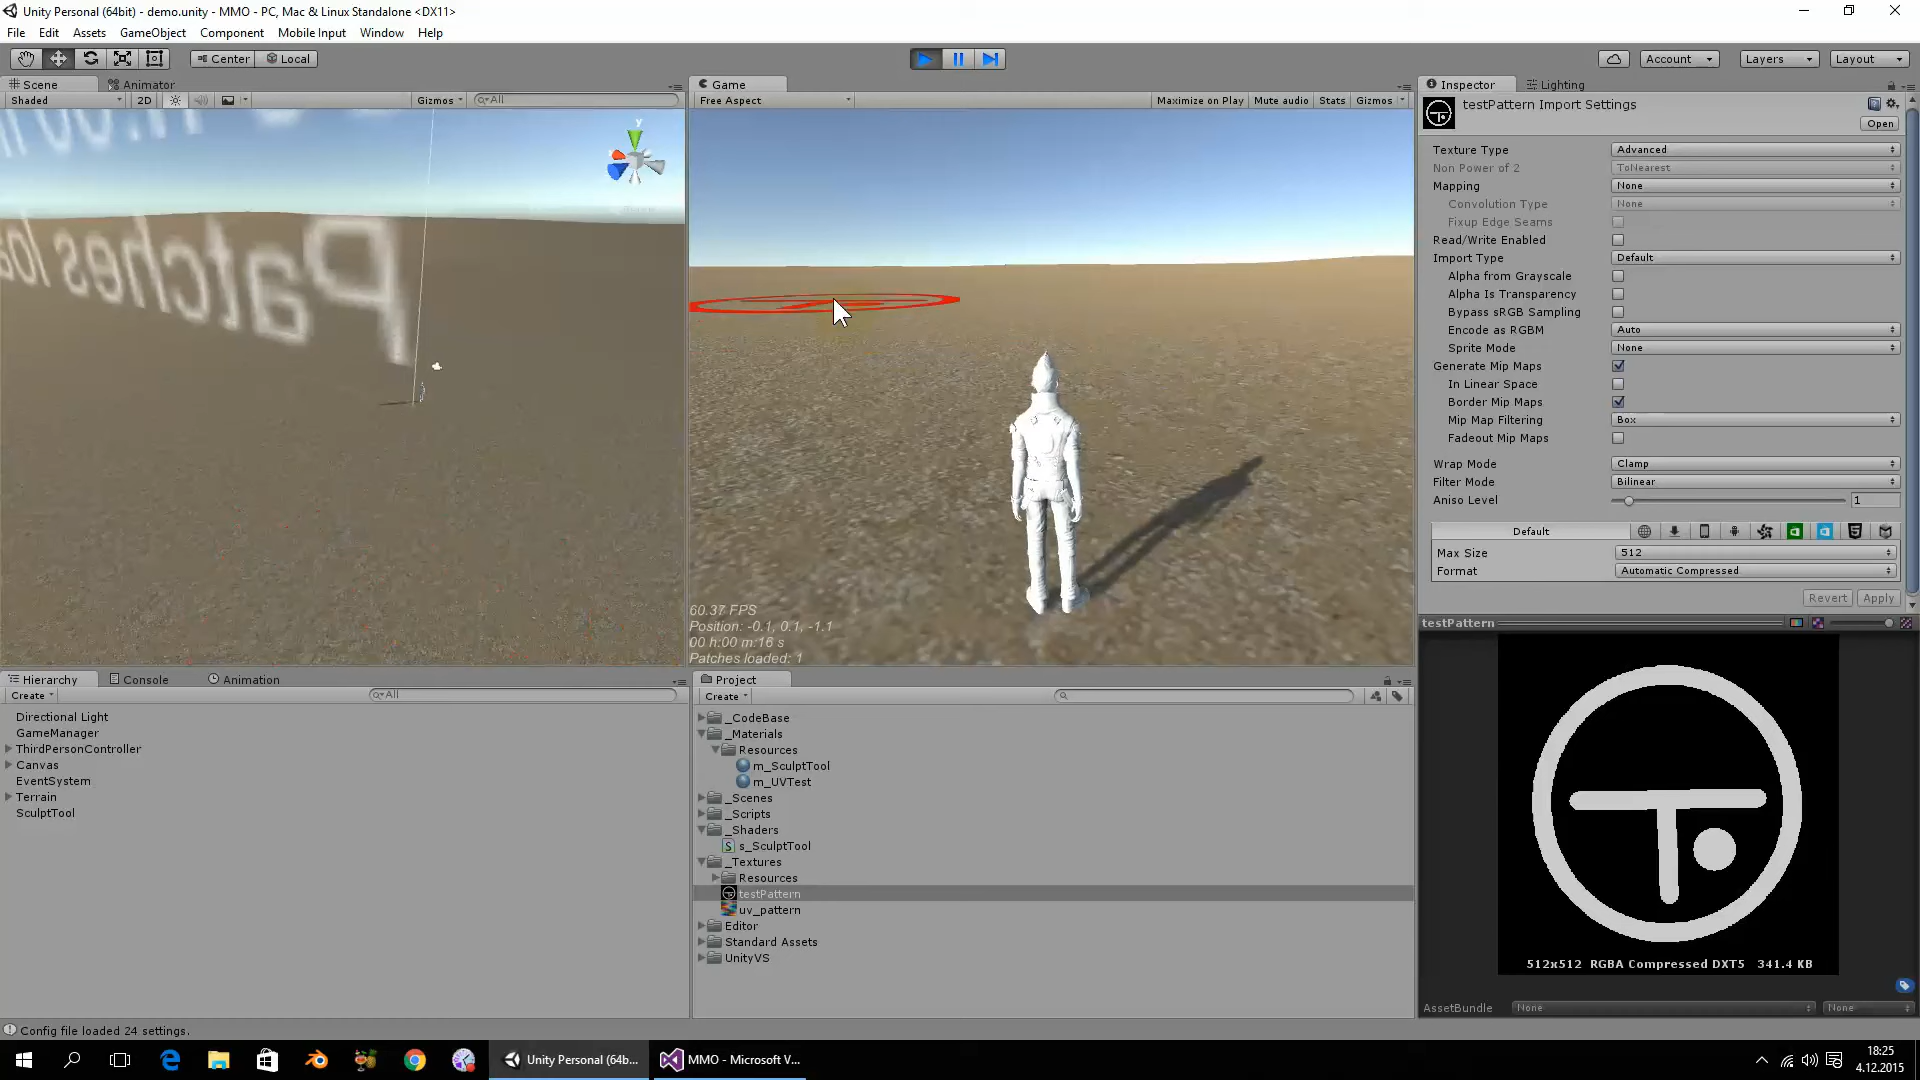 Unity Personal (64bit) - demo.unity - MMO - PC, Mac & Linux Standalone <DX11>
File Edit Assets GameObject Component Mobile Input Window Help
Center Local
Account Layers Layout
Scene Animator
Shaded 2D Gizmos All
Patches loa
Game
Free Aspect Maximize on Play Mute audio Stats Gizmos
60.37 FPS
Position: -0.1, 0.1, -1.1
00 h:00 m:16 s
Patches loaded: 1
Inspector Lighting
testPattern Import Settings
Open
Texture Type Advanced
Non Power of 2 ToNearest
Mapping None
Convolution Type None
Fixup Edge Seams
Read/Write Enabled
Import Type Default
Alpha from Grayscale
Alpha Is Transparency
Bypass sRGB Sampling
Encode as RGBM Auto
Sprite Mode None
Generate Mip Maps
In Linear Space
Border Mip Maps
Mip Map Filtering Box
Fadeout Mip Maps
Wrap Mode Clamp
Filter Mode Bilinear
Aniso Level 1
Default
Max Size 512
Format Automatic Compressed
Revert Apply
testPattern
512x512 RGBA Compressed DXT5 341.4 KB
AssetBundle None None
Hierarchy Console Animation
Create All
Directional Light
GameManager
ThirdPersonController
Canvas
EventSystem
Terrain
SculptTool
Project
Create
_CodeBase
_Materials
Resources
m_SculptTool
m_UVTest
_Scenes
_Scripts
_Shaders
s_SculptTool
_Textures
Resources
testPattern
uv_pattern
Editor
Standard Assets
UnityVS
Config file loaded 24 settings.
Unity Personal (64b...
MMO - Microsoft V...
18:25
4.12.2015